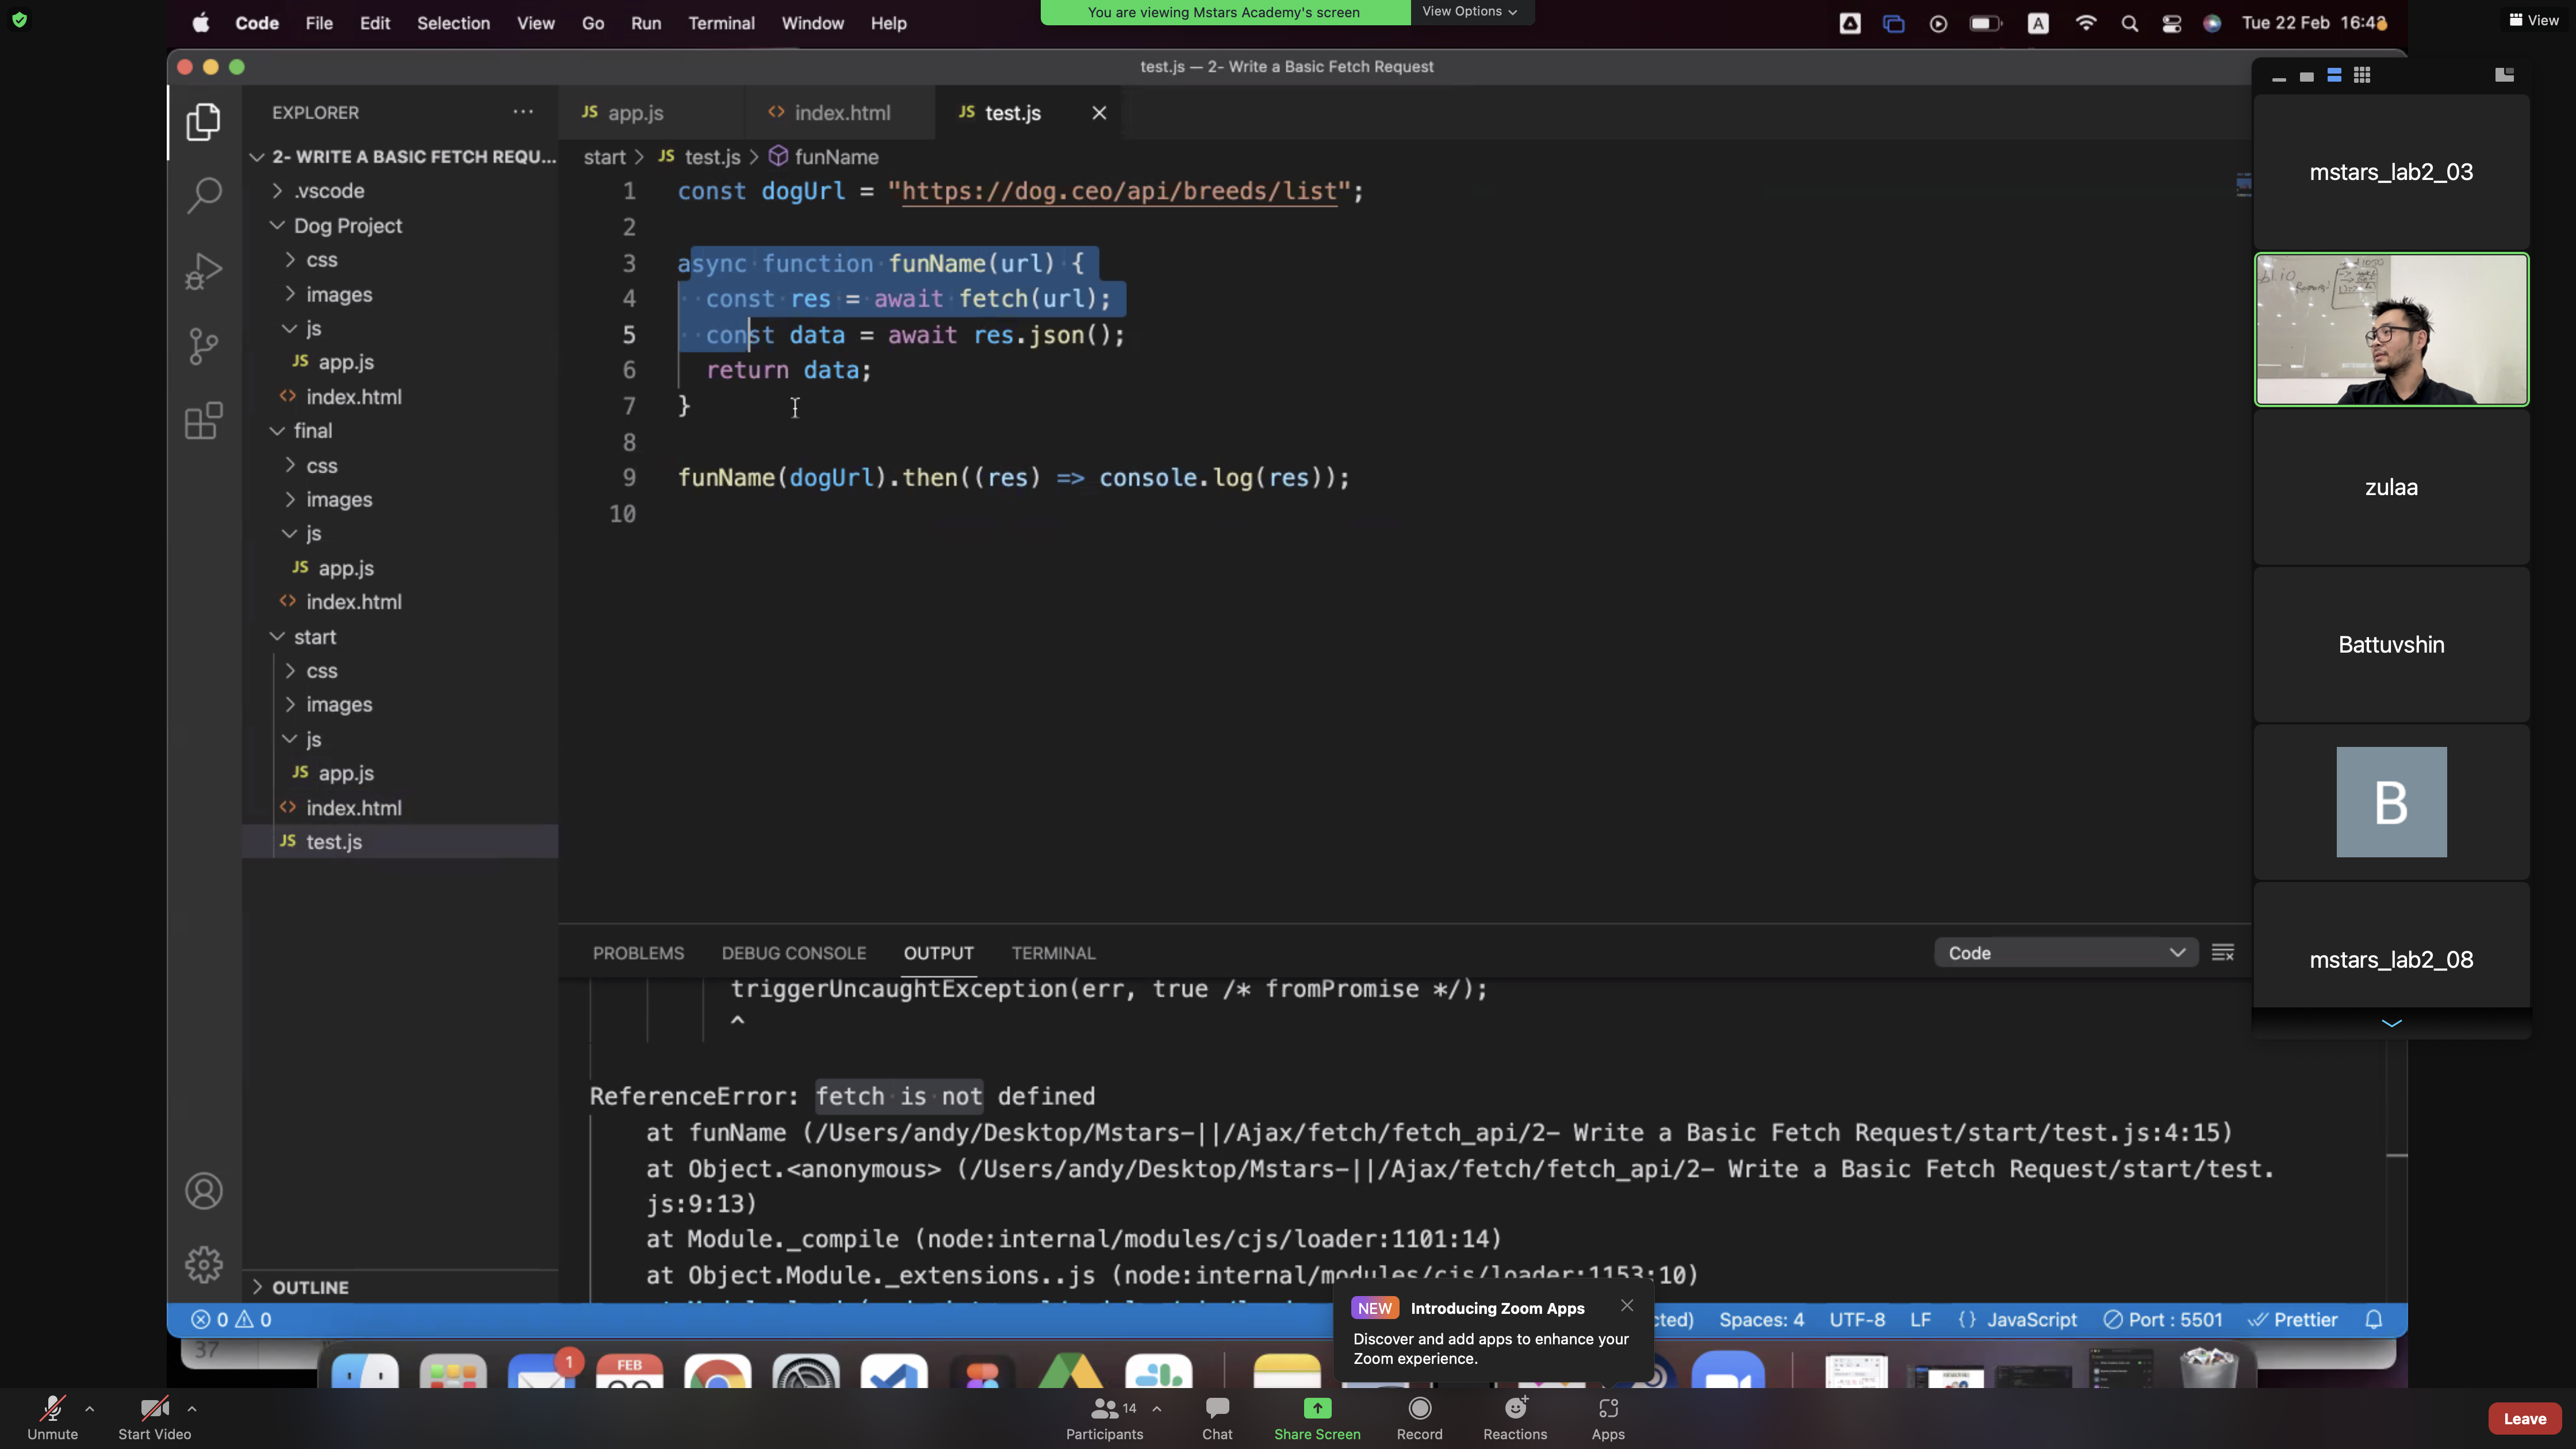 Code File Edit Selection View Go Run Terminal Window Help
You are viewing Mstars Academy's screen
View Options
A
Tue 22 Feb 16:43
View
test.js — 2- Write a Basic Fetch Request
EXPLORER
2- WRITE A BASIC FETCH REQU...
.vscode
Dog Project
css
images
js
JS app.js
<> index.html
final
css
images
js
JS app.js
<> index.html
start
css
images
js
JS app.js
<> index.html
JS test.js
OUTLINE
JS app.js
<> index.html
JS test.js
start > JS test.js > funName
1 const dogUrl = "https://dog.ceo/api/breeds/list";
2
3 async function funName(url) {
4 const res = await fetch(url);
5 const data = await res.json();
6 return data;
7 }
8
9 funName(dogUrl).then((res) => console.log(res));
10
PROBLEMS DEBUG CONSOLE OUTPUT TERMINAL
Code
triggerUncaughtException(err, true /* fromPromise */);
^
ReferenceError: fetch is not defined
at funName (/Users/andy/Desktop/Mstars-||/Ajax/fetch/fetch_api/2- Write a Basic Fetch Request/start/test.js:4:15)
at Object.<anonymous> (/Users/andy/Desktop/Mstars-||/Ajax/fetch/fetch_api/2- Write a Basic Fetch Request/start/test.
js:9:13)
at Module._compile (node:internal/modules/cjs/loader:1101:14)
at Object.Module._extensions..js (node:internal/modules/cjs/loader:1153:10)
0 0
cted) Spaces: 4 UTF-8 LF {} JavaScript Port : 5501 Prettier
mstars_lab2_03
zulaa
Battuvshin
B
mstars_lab2_08
NEW Introducing Zoom Apps
Discover and add apps to enhance your
Zoom experience.
37
1
FEB
Unmute
Start Video
14
Participants
Chat
Share Screen
Record
Reactions
Apps
Leave